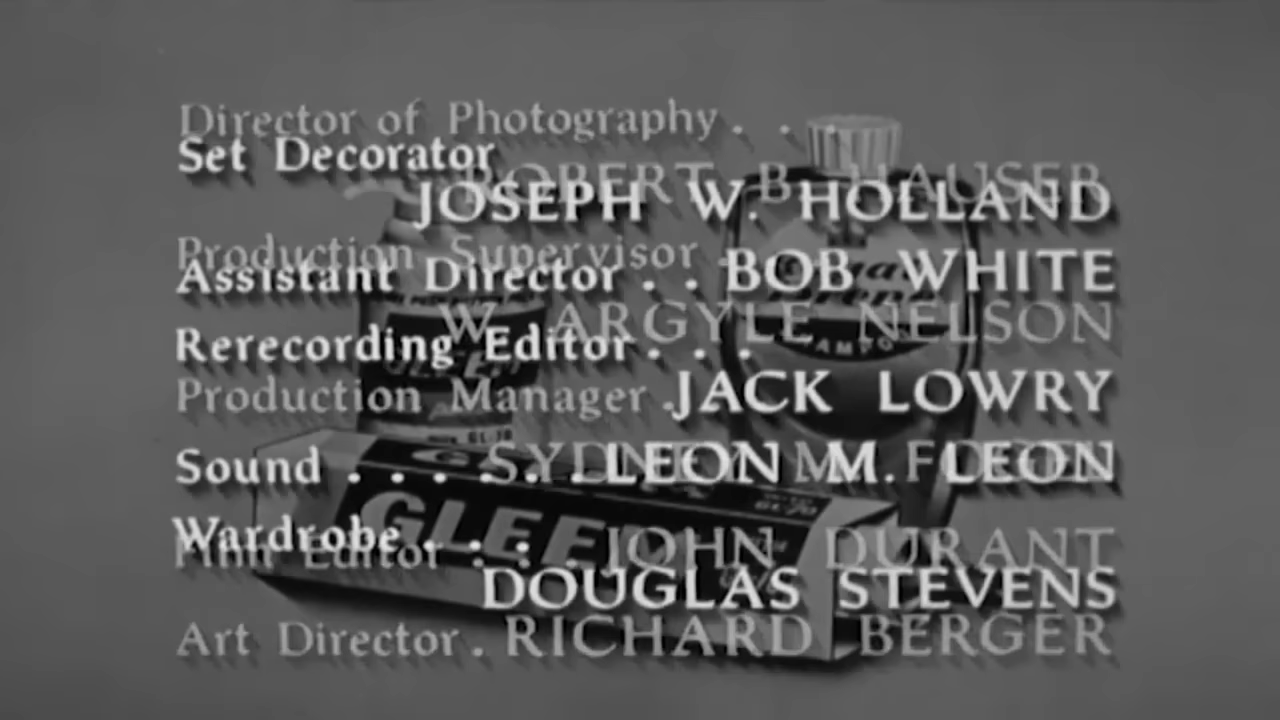 Director of Photography . . .
Set Decorator
ROBERT B. HAUSER
JOSEPH W. HOLLAND
Production Supervisor .
Assistant Director . . BOB WHITE
W. ARGYLE NELSON
Rerecording Editor . . .
Production Manager .
JACK LOWRY
Sound . . . . . . LEON M. LEON
SYDNEY M.
GLEEM
Wardrobe . . .
Film Editor . . . JOHN DURANT
DOUGLAS STEVENS
Art Director . RICHARD BERGER